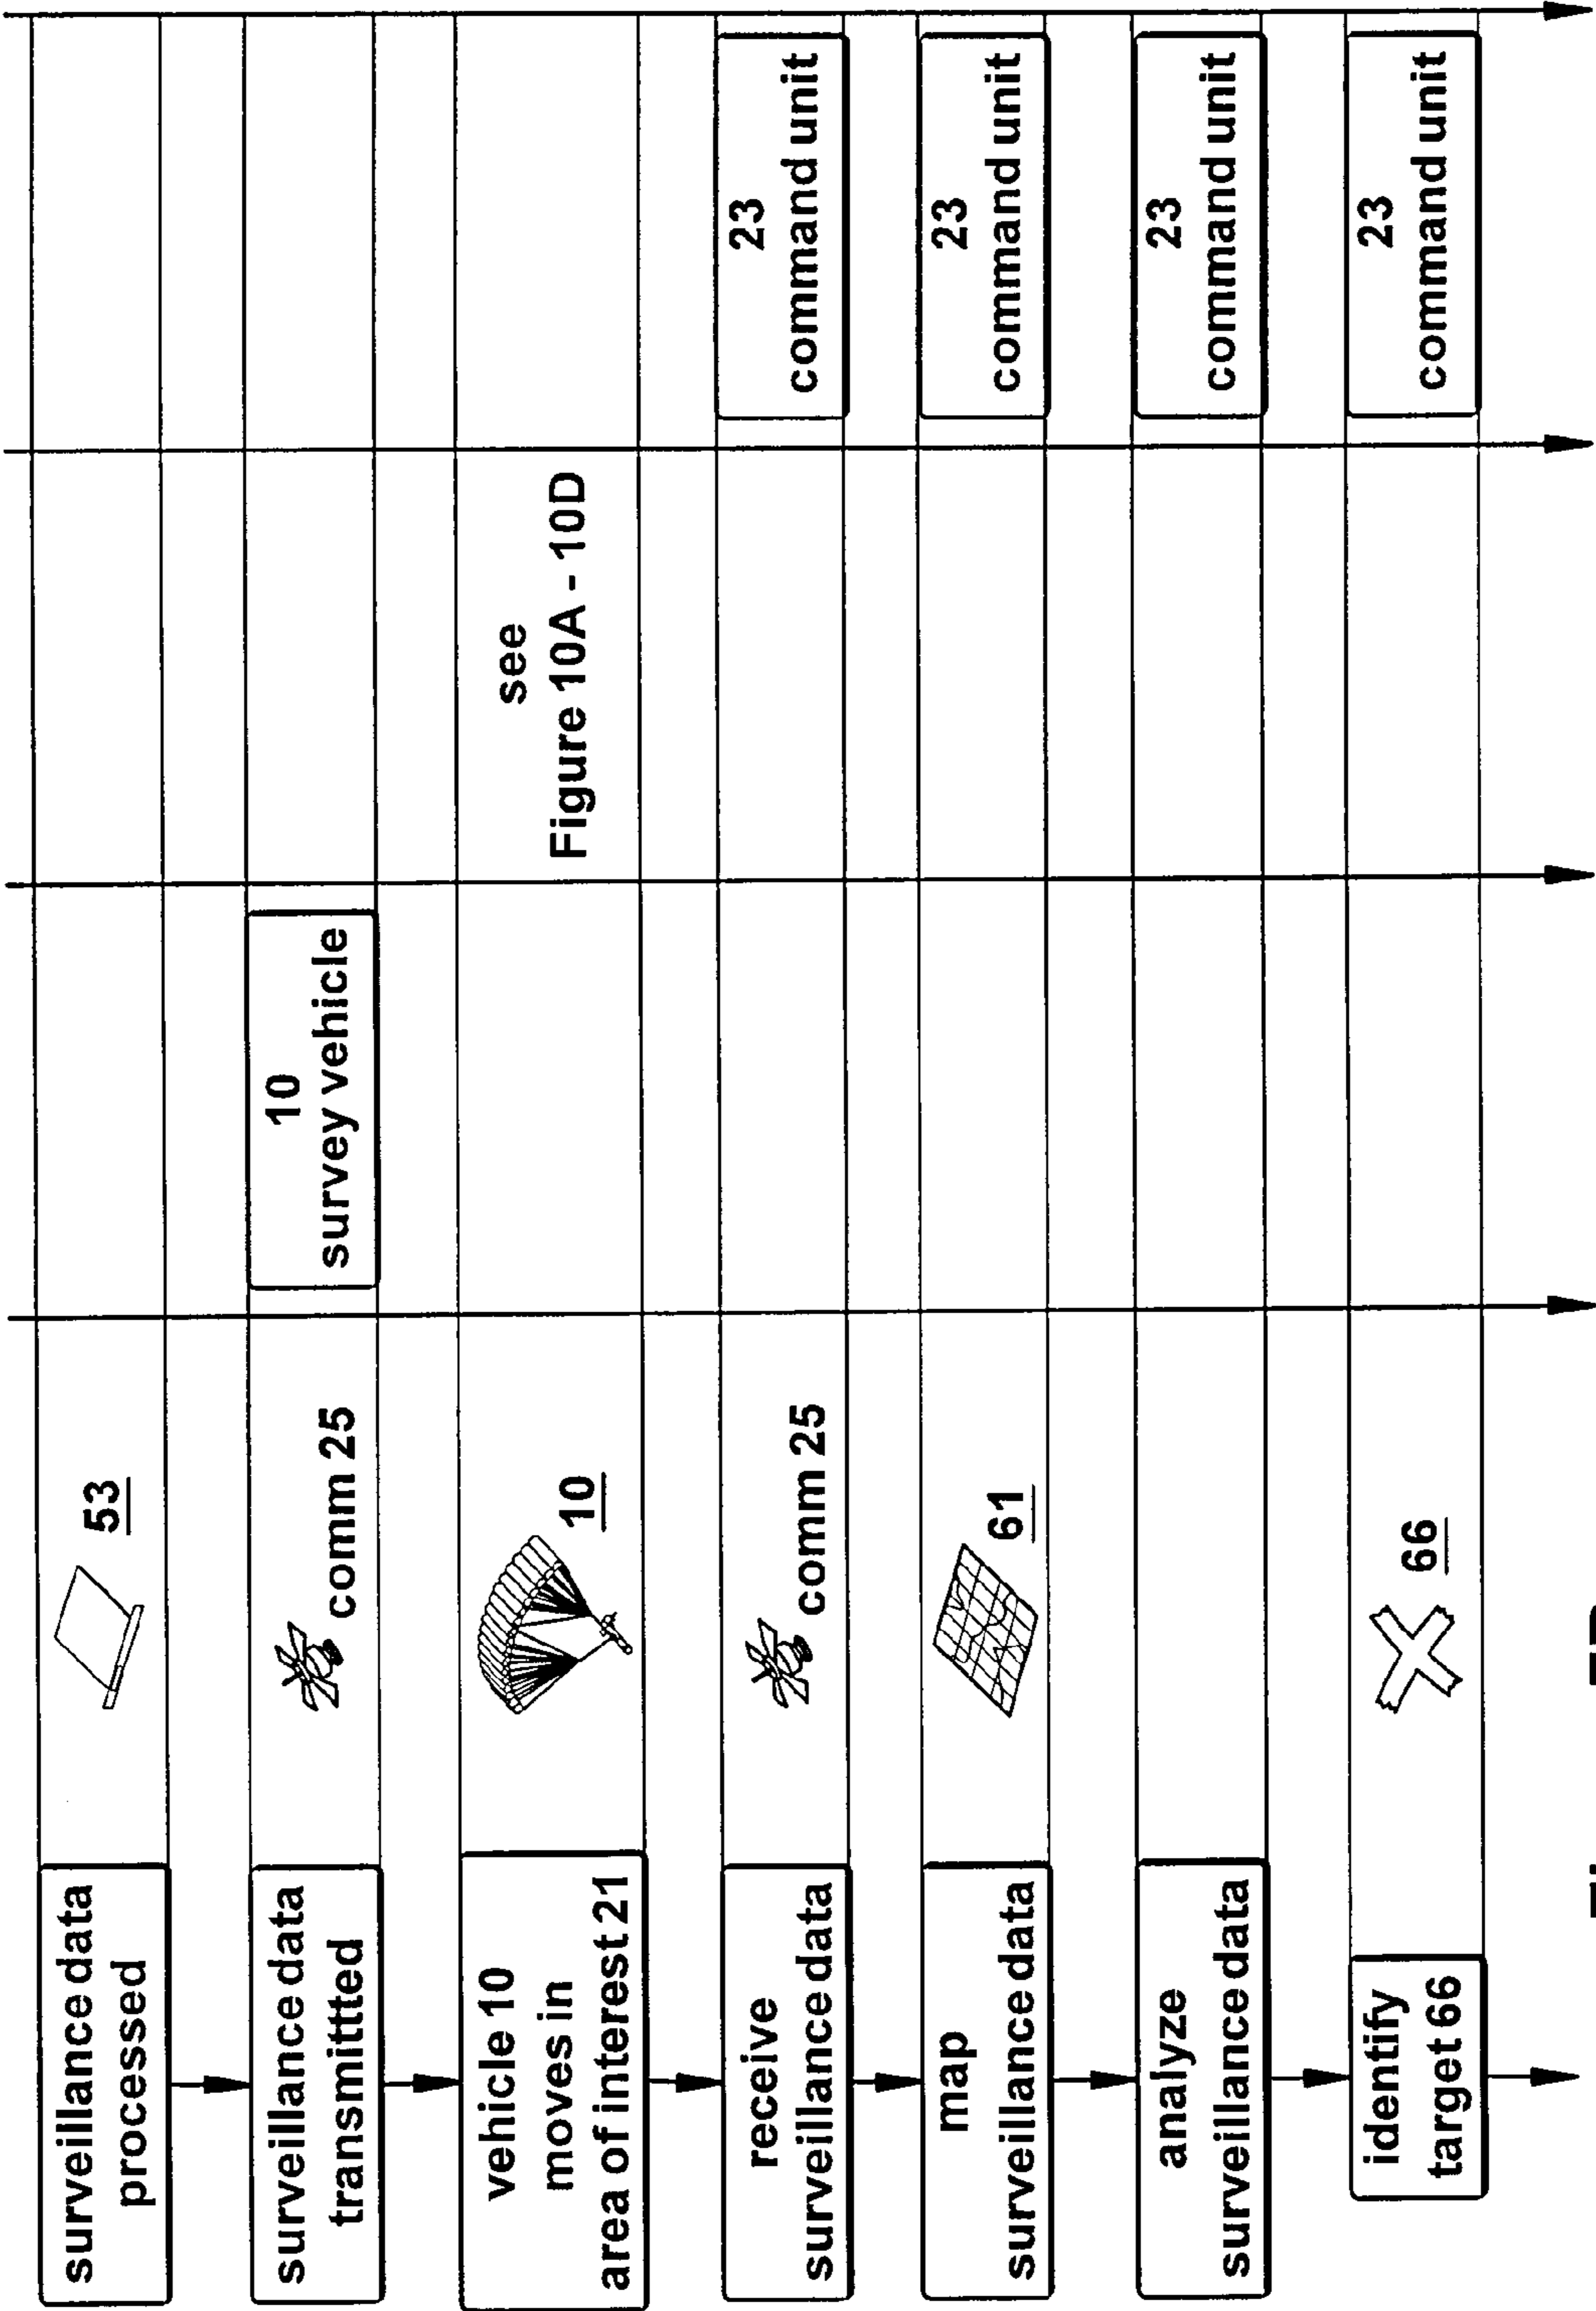 surveillance data
processed
53
surveillance data
transmittted
comm 25
10
survey vehicle
vehicle 10
moves in
area of interest 21
10
see
Figure 10A - 10D
receive
surveillance data
comm 25
23
command unit
map
surveillance data
61
23
command unit
analyze
surveillance data
23
command unit
identify
target 66
66
23
command unit